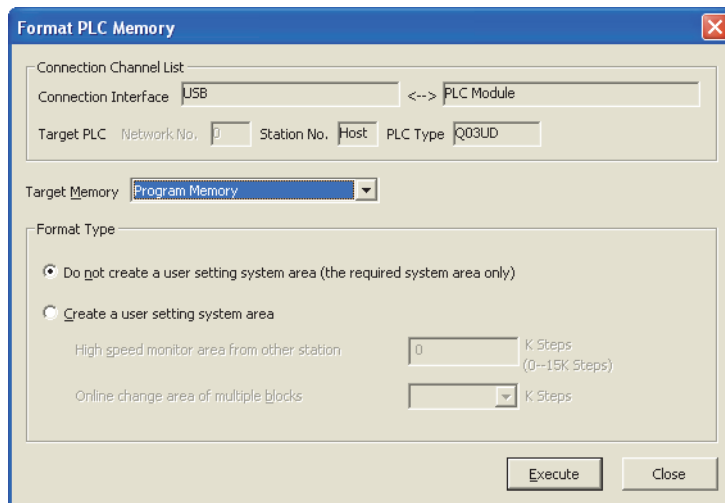 Format PLC Memory
Connection Channel List
Connection Interface USB <--> PLC Module
Target PLC Network No. 0 Station No. Host PLC Type Q03UD
Target Memory Program Memory
Format Type
Do not create a user setting system area (the required system area only)
Create a user setting system area
High speed monitor area from other station 0 K Steps
(0--15K Steps)
Online change area of multiple blocks K Steps
Execute Close